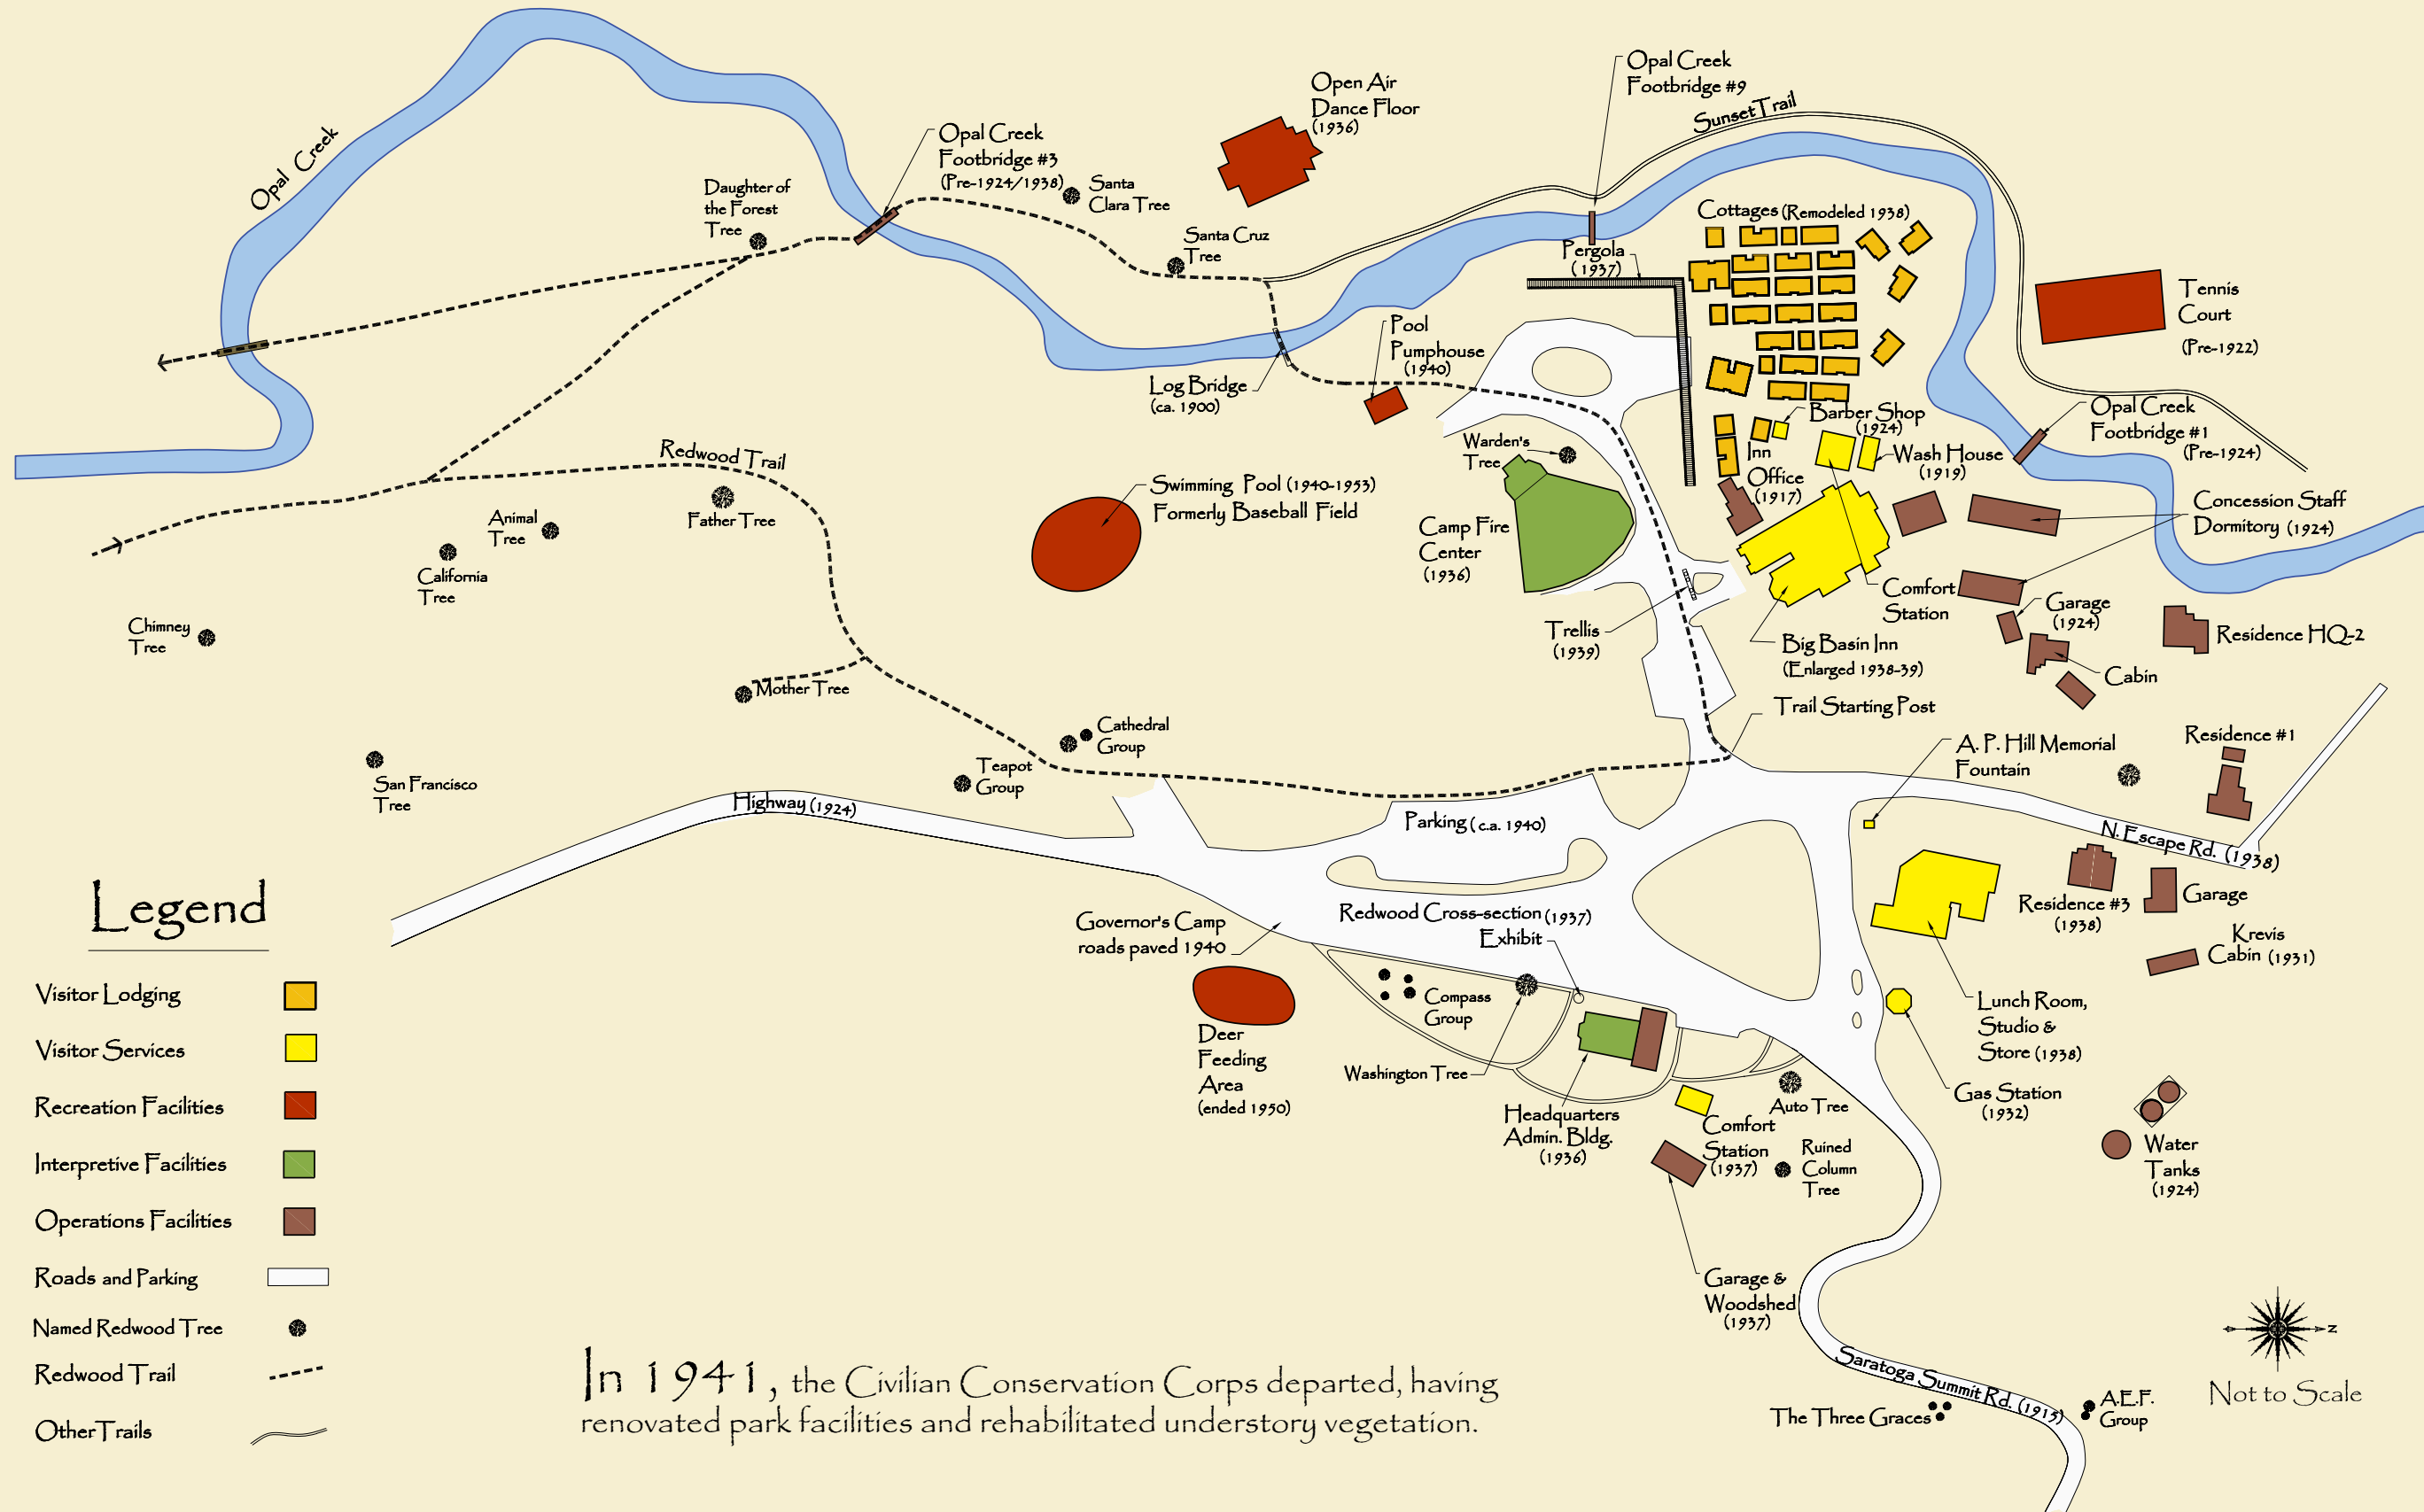 Opal Creek
Footbridge #9
Sunset Trail
Open Air
Dance Floor
(1936)
Opal Creek
Opal Creek
Footbridge #3
(Pre-1924/1938)
Daughter of
the Forest
Tree
Santa
Clara Tree
Santa Cruz
Tree
Cottages (Remodeled 1938)
Pergola
(1937)
Tennis
Court
(Pre-1922)
Pool
Pumphouse
(1940)
Log Bridge
(ca. 1900)
Barber Shop
(1924)
Opal Creek
Footbridge #1
(Pre-1924)
Warden's
Tree
Inn
Office
(1917)
Wash House
(1919)
Redwood Trail
Father Tree
Animal
Tree
California
Tree
Chimney
Tree
Swimming Pool (1940-1953)
Formerly Baseball Field
Camp Fire
Center
(1936)
Concession Staff
Dormitory (1924)
Comfort
Station
Garage
(1924)
Residence HQ-2
Trellis
(1939)
Big Basin Inn
(Enlarged 1938-39)
Cabin
Mother Tree
Trail Starting Post
Cathedral
Group
Teapot
Group
San Francisco
Tree
A. P. Hill Memorial
Fountain
Residence #1
Highway (1924)
Parking (c.a. 1940)
N. Escape Rd. (1938)
Residence #3
(1938)
Garage
Krevis
Cabin (1931)
Governor's Camp
roads paved 1940
Redwood Cross-section (1937)
Exhibit
Compass
Group
Deer
Feeding
Area
(ended 1950)
Washington Tree
Headquarters
Admin. Bldg.
(1936)
Lunch Room,
Studio &
Store (1938)
Gas Station
(1932)
Auto Tree
Comfort
Station
(1937)
Ruined
Column
Tree
Water
Tanks
(1924)
Garage &
Woodshed
(1937)
Saratoga Summit Rd. (1915)
The Three Graces
A.E.F.
Group
N
Not to Scale
Legend
Visitor Lodging
Visitor Services
Recreation Facilities
Interpretive Facilities
Operations Facilities
Roads and Parking
Named Redwood Tree
Redwood Trail
Other Trails
In 1941, the Civilian Conservation Corps departed, having
renovated park facilities and rehabilitated understory vegetation.